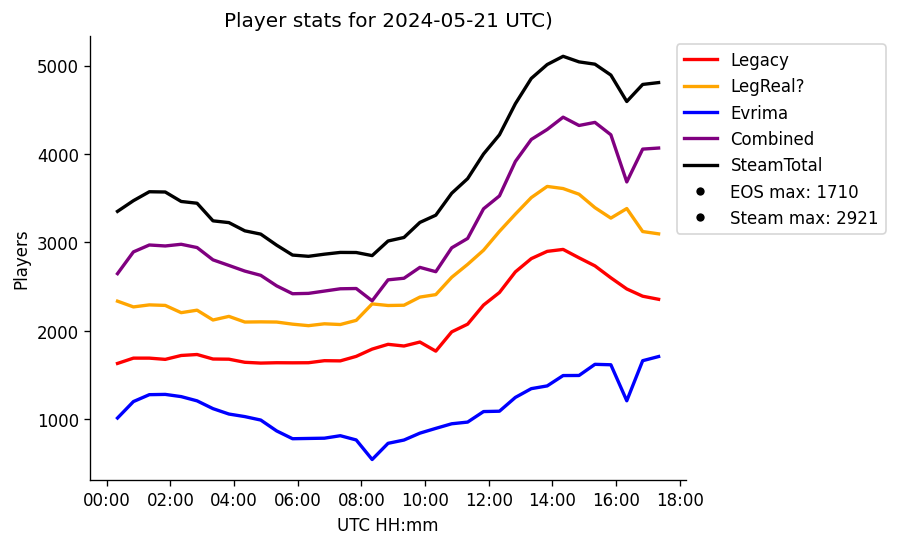 Player stats for 2024-05-21 UTC)
5000
4000
3000
2000
1000
Players
00:00 02:00 04:00 06:00 08:00 10:00 12:00 14:00 16:00 18:00
UTC HH:mm
Legacy
LegReal?
Evrima
Combined
SteamTotal
EOS max: 1710
Steam max: 2921